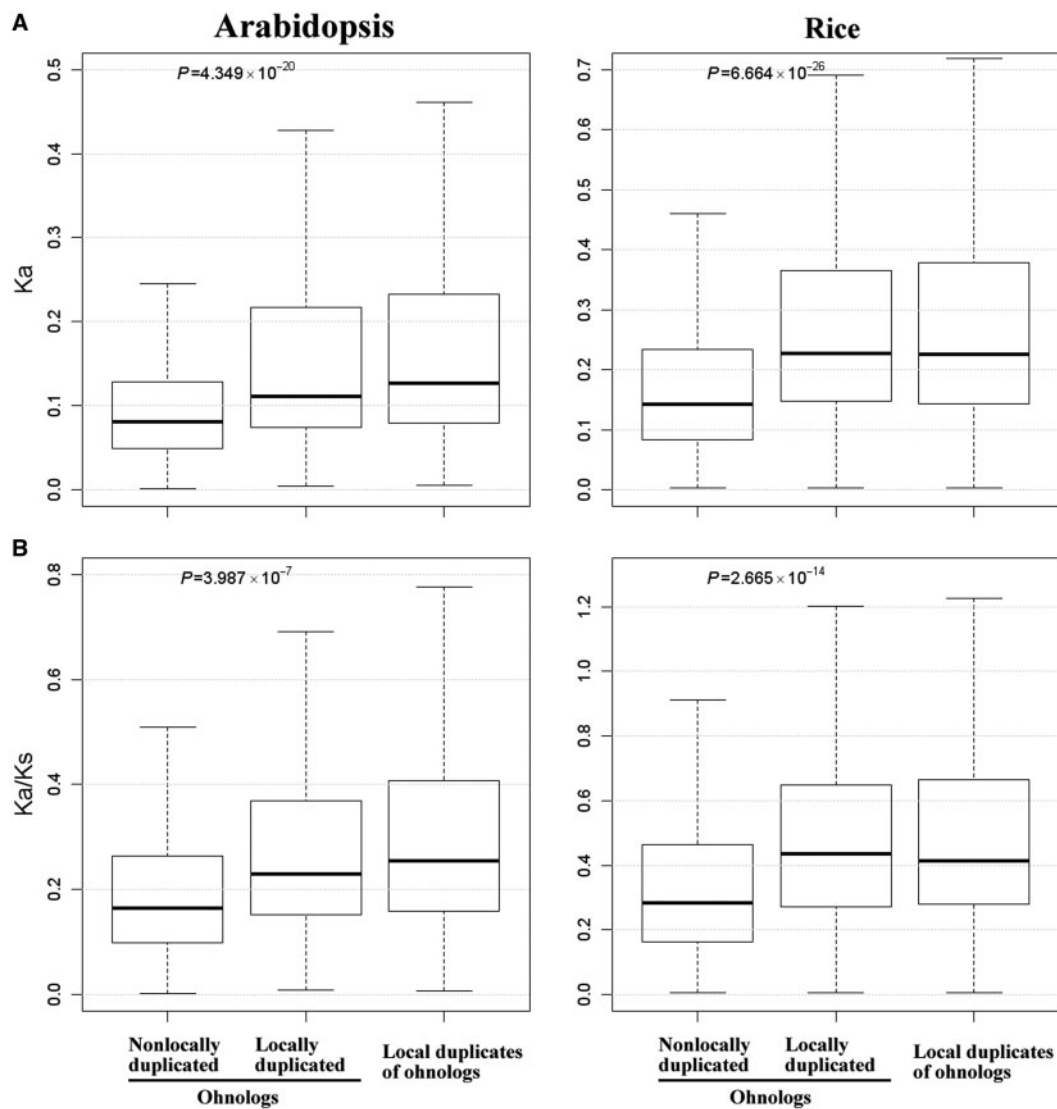 A
Arabidopsis
Rice
P=4.349 × 10⁻²⁰
P=6.664 × 10⁻²⁶
Ka
0.5
0.4
0.3
0.2
0.1
0.0
0.7
0.6
0.5
0.4
0.3
0.2
0.1
0.0
B
P=3.987 × 10⁻⁷
P=2.665 × 10⁻¹⁴
Ka/Ks
0.8
0.6
0.4
0.2
0.0
1.2
1.0
0.8
0.6
0.4
0.2
0.0
Nonlocally
duplicated
Locally
duplicated
Local duplicates
of ohnologs
Ohnologs
Nonlocally
duplicated
Locally
duplicated
Local duplicates
of ohnologs
Ohnologs